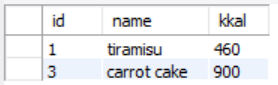 id name kkal
1 tiramisu 460
3 carrot cake 900